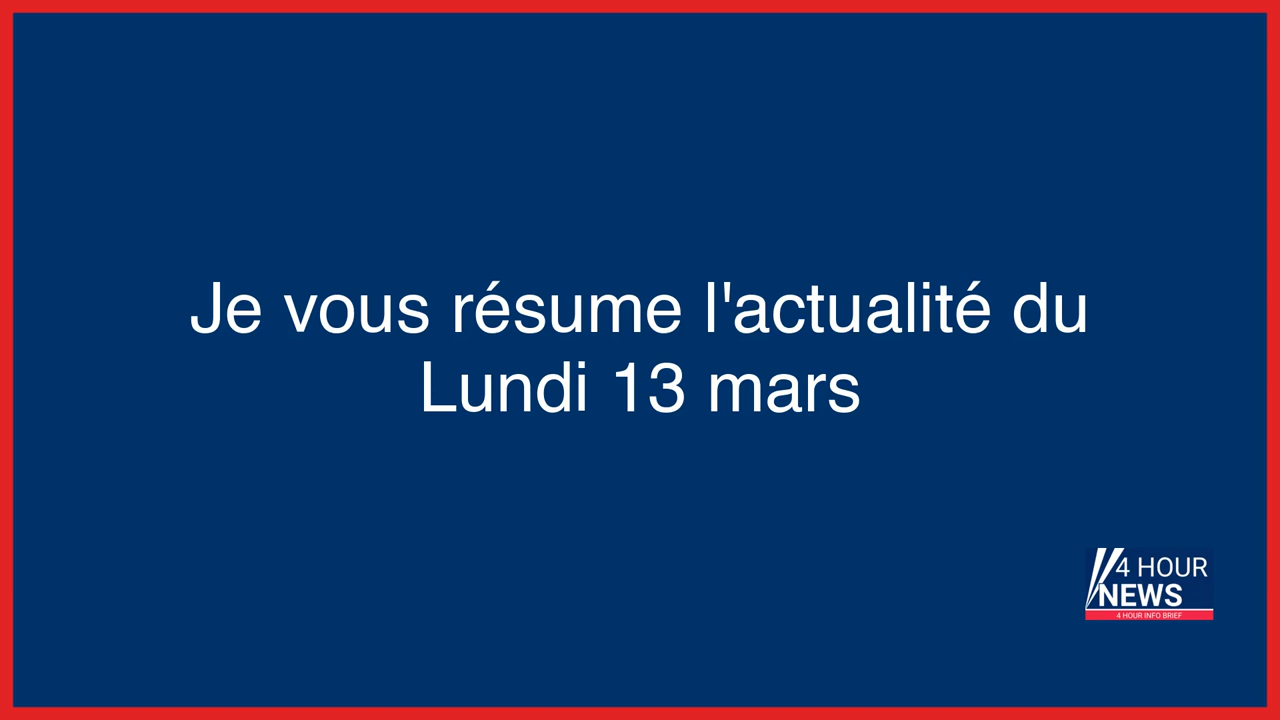 Je vous résume l'actualité du
Lundi 13 mars
4 HOUR
NEWS
4 HOUR INFO BRIEF